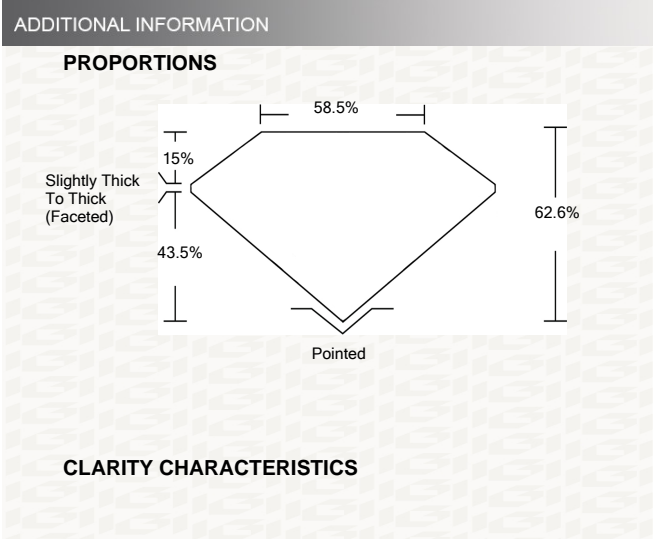 ADDITIONAL INFORMATION
PROPORTIONS
58.5%
15%
Slightly Thick
To Thick
(Faceted)
62.6%
43.5%
Pointed
CLARITY CHARACTERISTICS